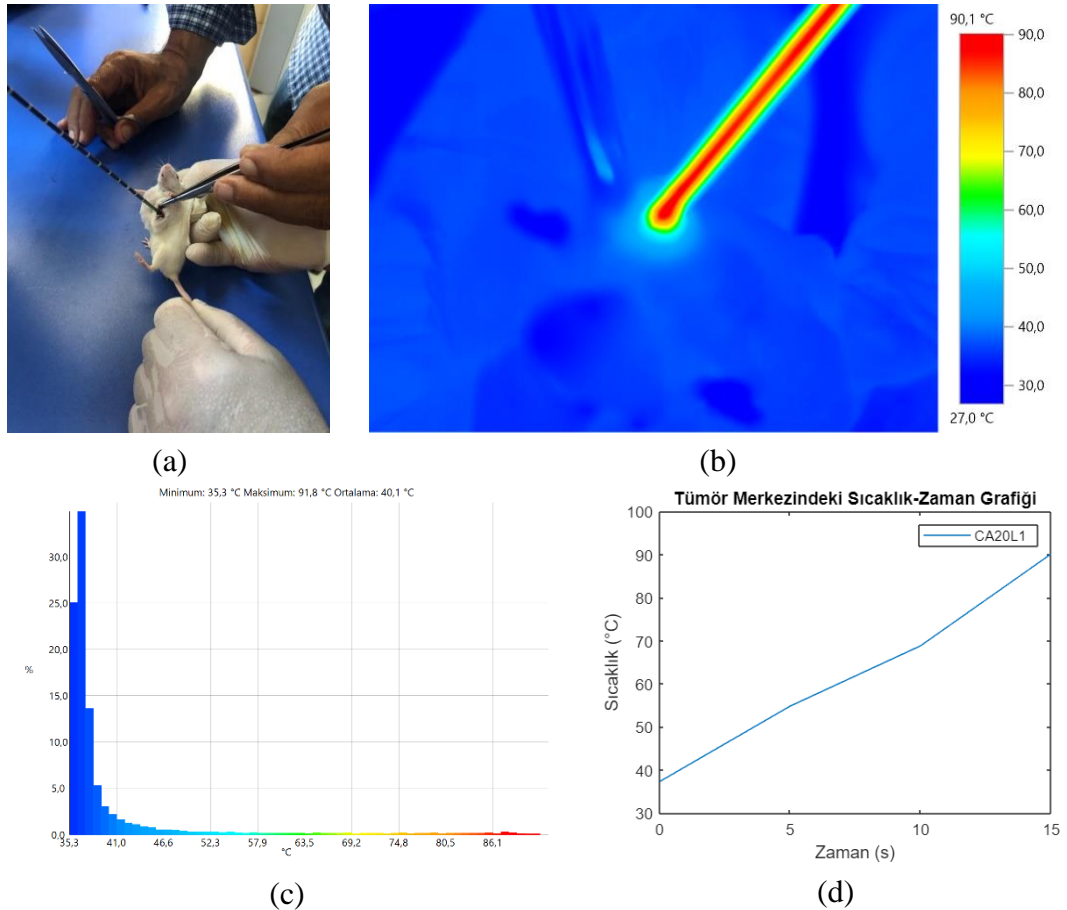 90,1 °C
90,0
80,0
70,0
60,0
50,0
40,0
30,0
27,0 °C
(a)
(b)
Minimum: 35,3 °C Maksimum: 91,8 °C Ortalama: 40,1 °C
30,0
25,0
20,0
%
15,0
10,0
5,0
0,0
35,3 41,0 46,6 52,3 57,9 63,5 69,2 74,8 80,5 86,1
°C
(c)
Tümör Merkezindeki Sıcaklık-Zaman Grafiği
CA20L1
100
90
80
70
60
50
40
30
Sıcaklık (°C)
0 5 10 15
Zaman (s)
(d)